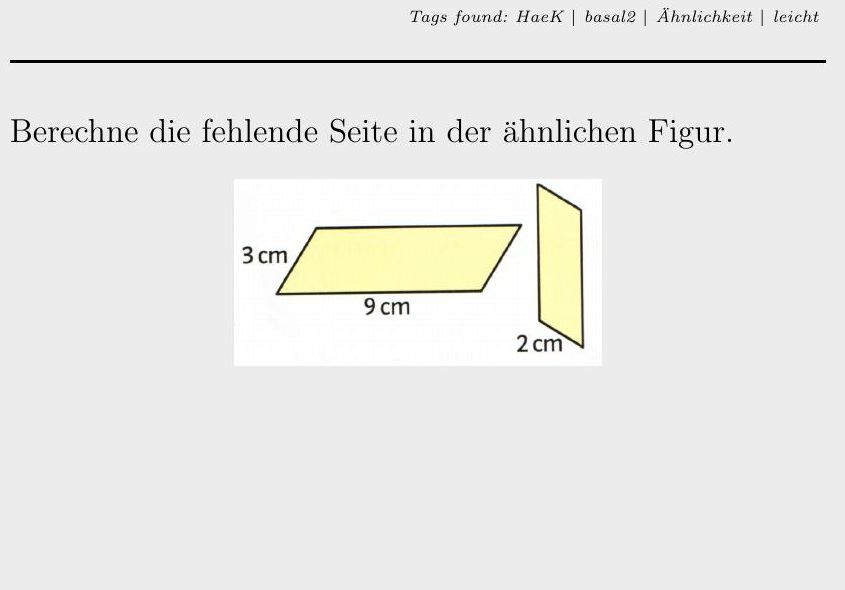 Tags found: HaeK | basal2 | Ähnlichkeit | leicht
Berechne die fehlende Seite in der ähnlichen Figur.
3 cm
9 cm
2 cm